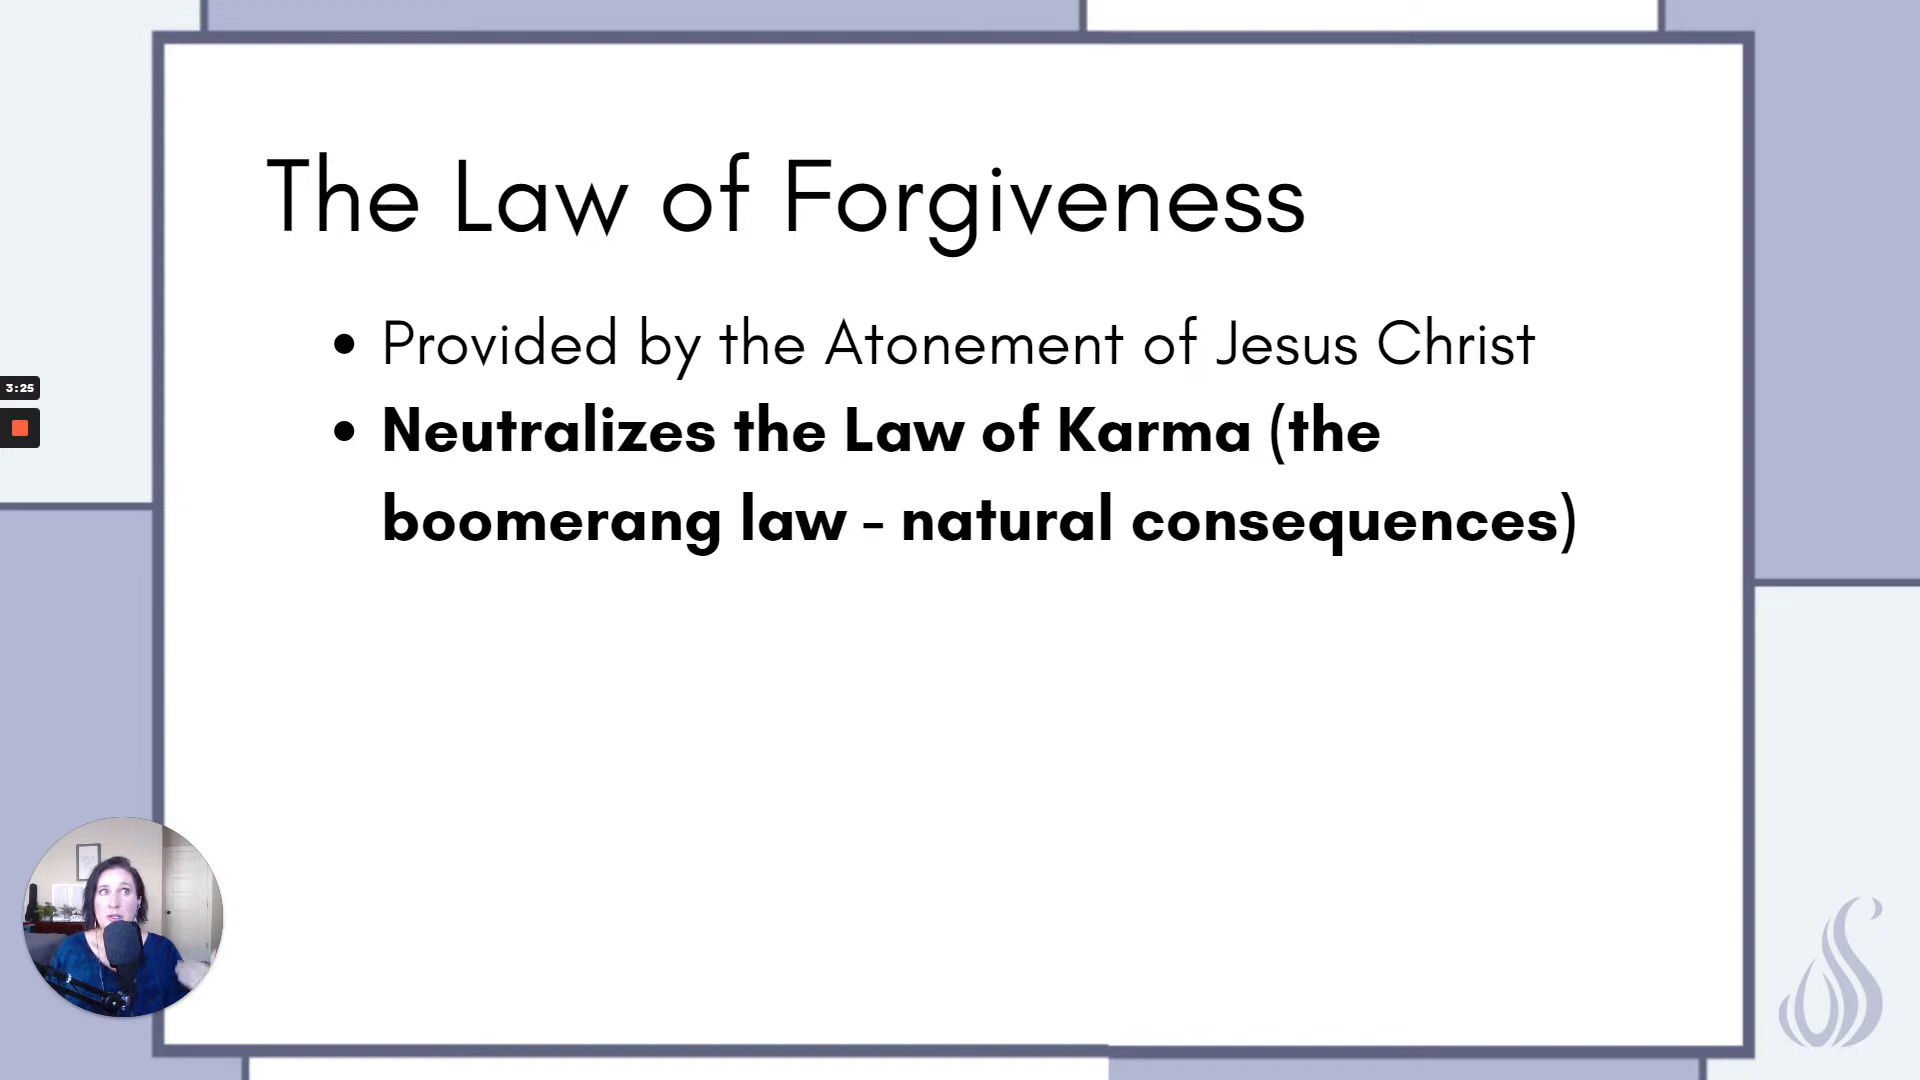 The Law of Forgiveness
• Provided by the Atonement of Jesus Christ
• Neutralizes the Law of Karma (the
boomerang law - natural consequences)
3:25